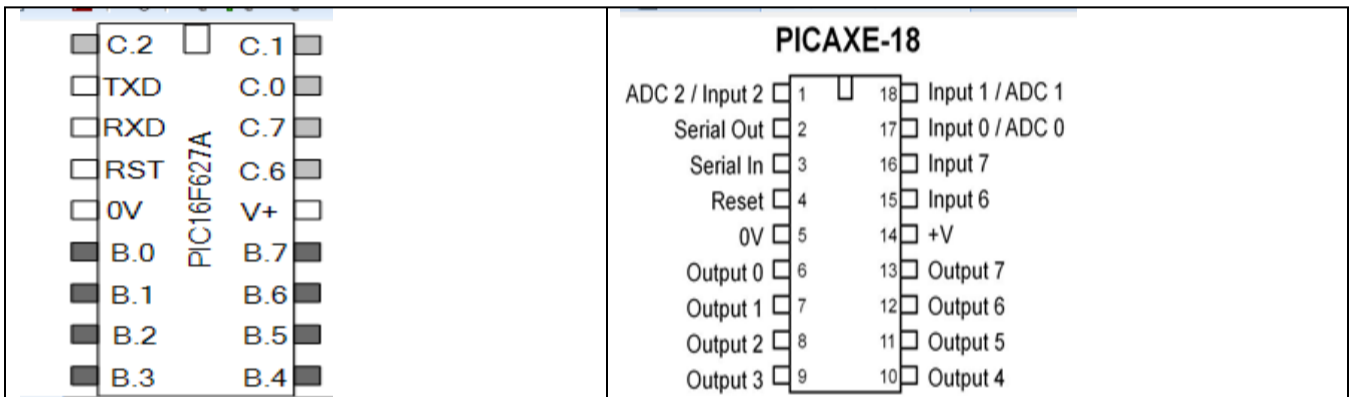 C.2 C.1
TXD C.0
RXD C.7
RST C.6
0V V+
B.0 B.7
B.1 B.6
B.2 B.5
B.3 B.4
PIC16F627A
PICAXE-18
ADC 2 / Input 2 1 18 Input 1 / ADC 1
Serial Out 2 17 Input 0 / ADC 0
Serial In 3 16 Input 7
Reset 4 15 Input 6
0V 5 14 +V
Output 0 6 13 Output 7
Output 1 7 12 Output 6
Output 2 8 11 Output 5
Output 3 9 10 Output 4